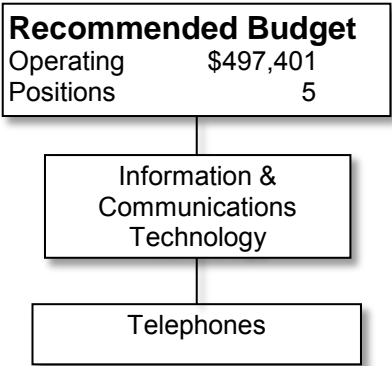 Recommended Budget
Operating $497,401
Positions 5
Information &
Communications
Technology
Telephones